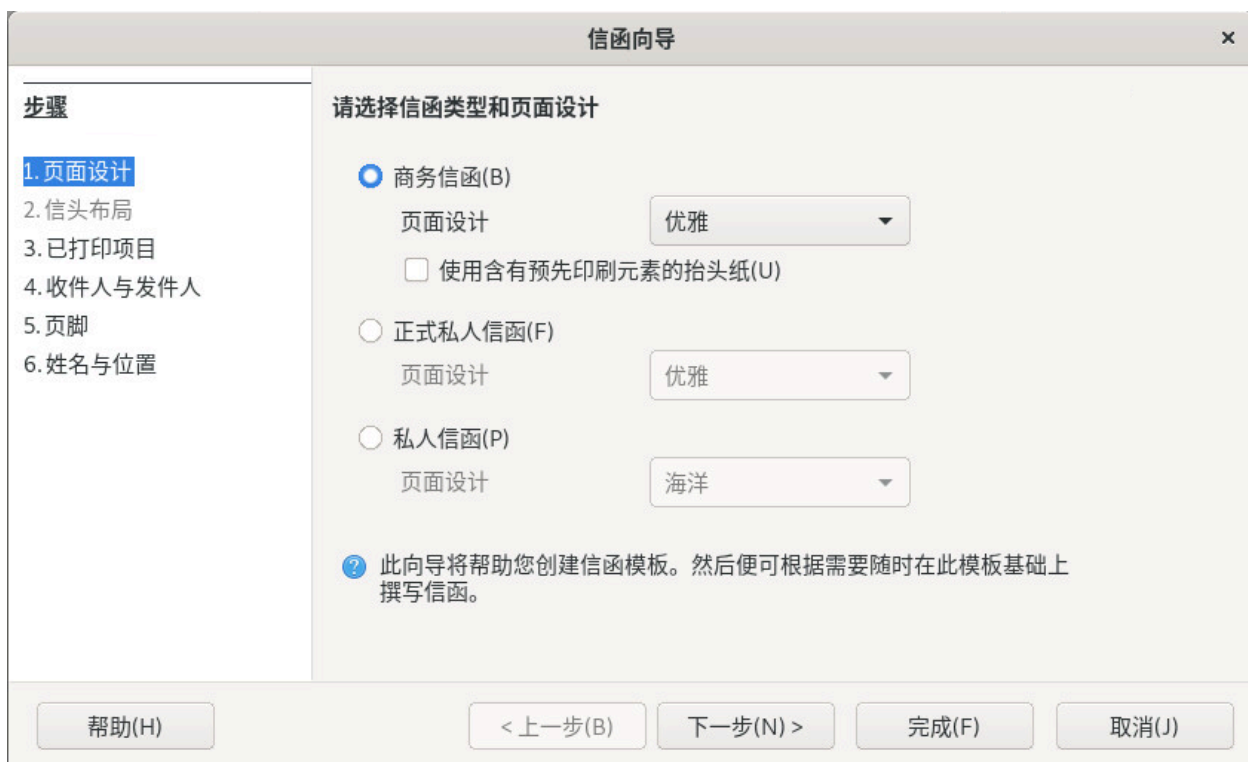 信函向导
×
步骤
1.页面设计
2.信头布局
3.已打印项目
4.收件人与发件人
5.页脚
6.姓名与位置
请选择信函类型和页面设计
商务信函(B)
页面设计 优雅
使用含有预先印刷元素的抬头纸(U)
正式私人信函(F)
页面设计 优雅
私人信函(P)
页面设计 海洋
? 此向导将帮助您创建信函模板。然后便可根据需要随时在此模板基础上
撰写信函。
帮助(H) <上一步(B) 下一步(N)> 完成(F) 取消(J)